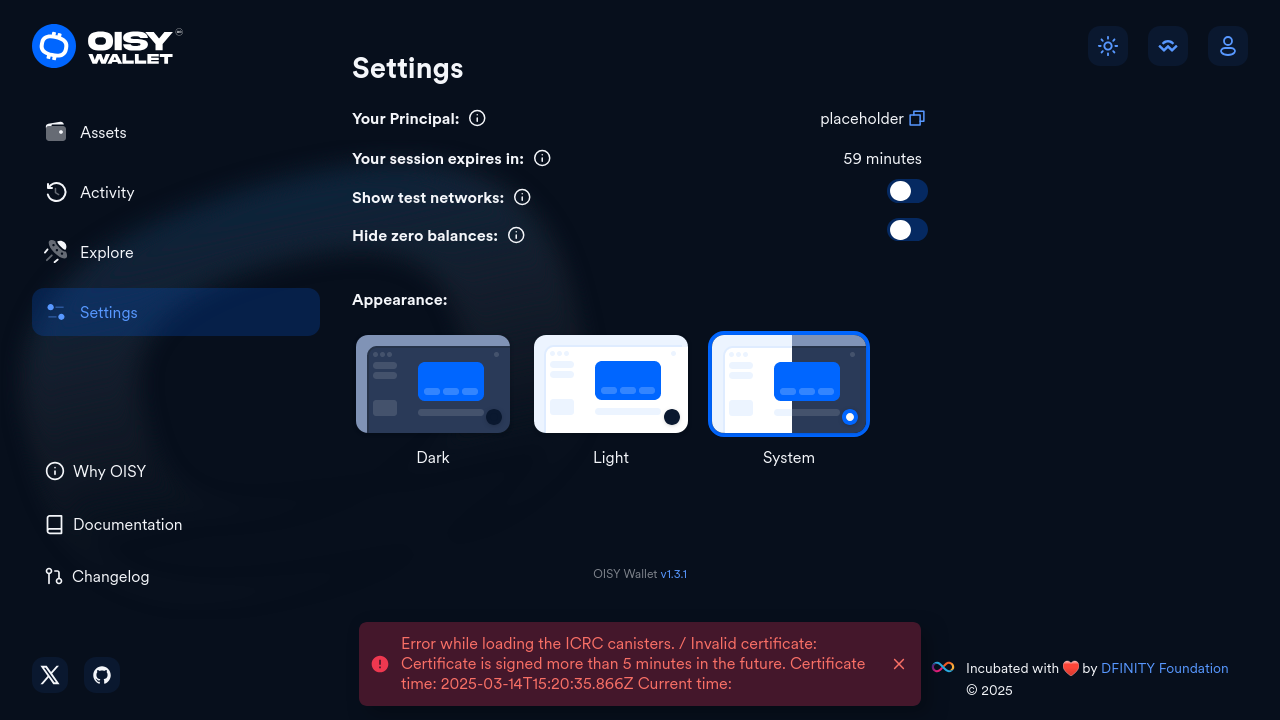 OISY
WALLET
Assets
Activity
Explore
Settings
Why OISY
Documentation
Changelog
Settings
Your Principal: placeholder
Your session expires in: 59 minutes
Show test networks:
Hide zero balances:
Appearance:
Dark Light System
OISY Wallet v1.3.1
Error while loading the ICRC canisters. / Invalid certificate:
Certificate is signed more than 5 minutes in the future. Certificate
time: 2025-03-14T15:20:35.866Z Current time:
Incubated with ❤️ by DFINITY Foundation
© 2025